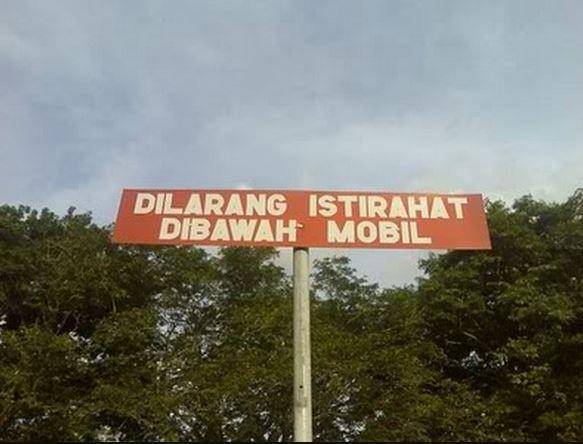 DILARANG ISTIRAHAT
DIBAWAH MOBIL